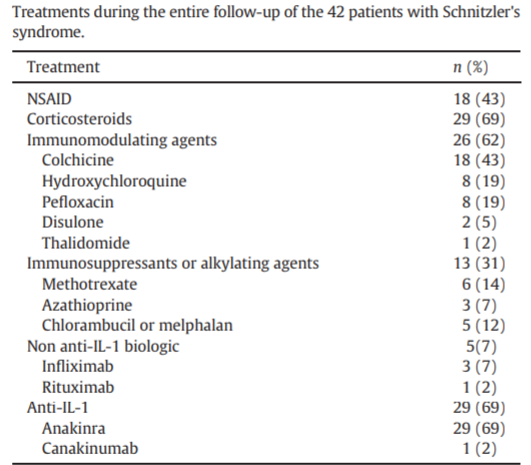 Treatments during the entire follow-up of the 42 patients with Schnitzler's
syndrome.
Treatment n (%)
NSAID 18 (43)
Corticosteroids 29 (69)
Immunomodulating agents 26 (62)
Colchicine 18 (43)
Hydroxychloroquine 8 (19)
Pefloxacin 8 (19)
Disulone 2 (5)
Thalidomide 1 (2)
Immunosuppressants or alkylating agents 13 (31)
Methotrexate 6 (14)
Azathioprine 3 (7)
Chlorambucil or melphalan 5 (12)
Non anti-IL-1 biologic 5(7)
Infliximab 3 (7)
Rituximab 1 (2)
Anti-IL-1 29 (69)
Anakinra 29 (69)
Canakinumab 1 (2)